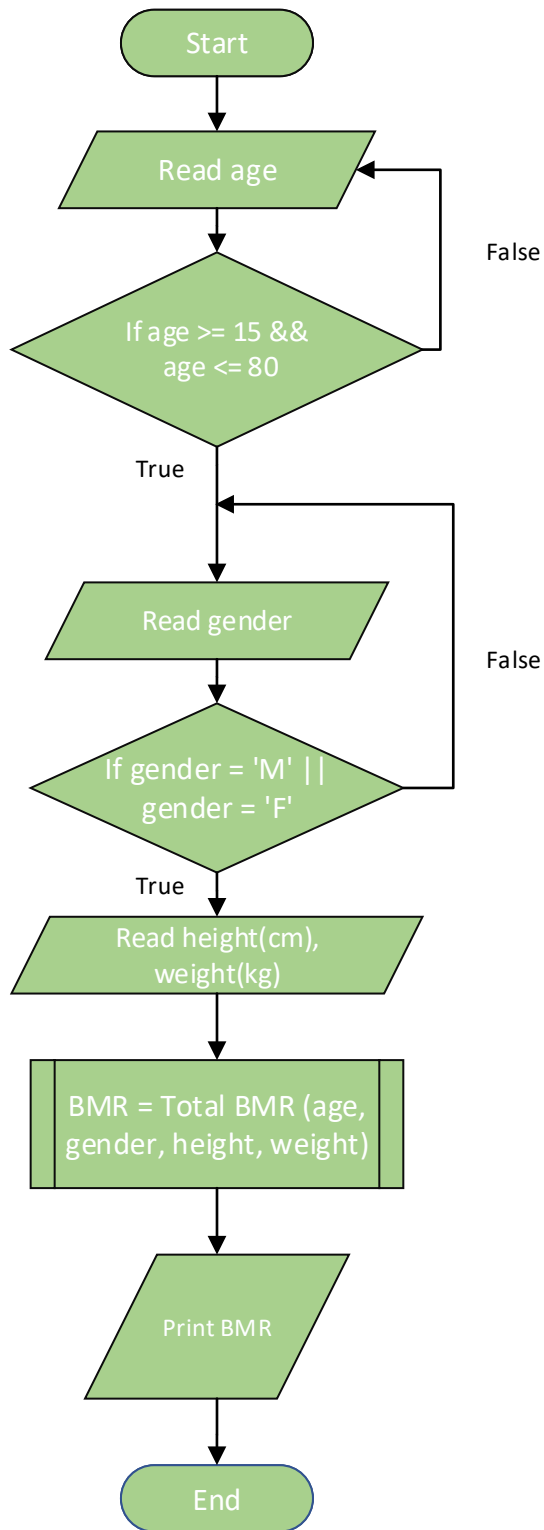 Start
Read age
False
If age >= 15 &&
age <= 80
True
Read gender
False
If gender = 'M' ||
gender = 'F'
True
Read height(cm),
weight(kg)
BMR = Total BMR (age,
gender, height, weight)
Print BMR
End